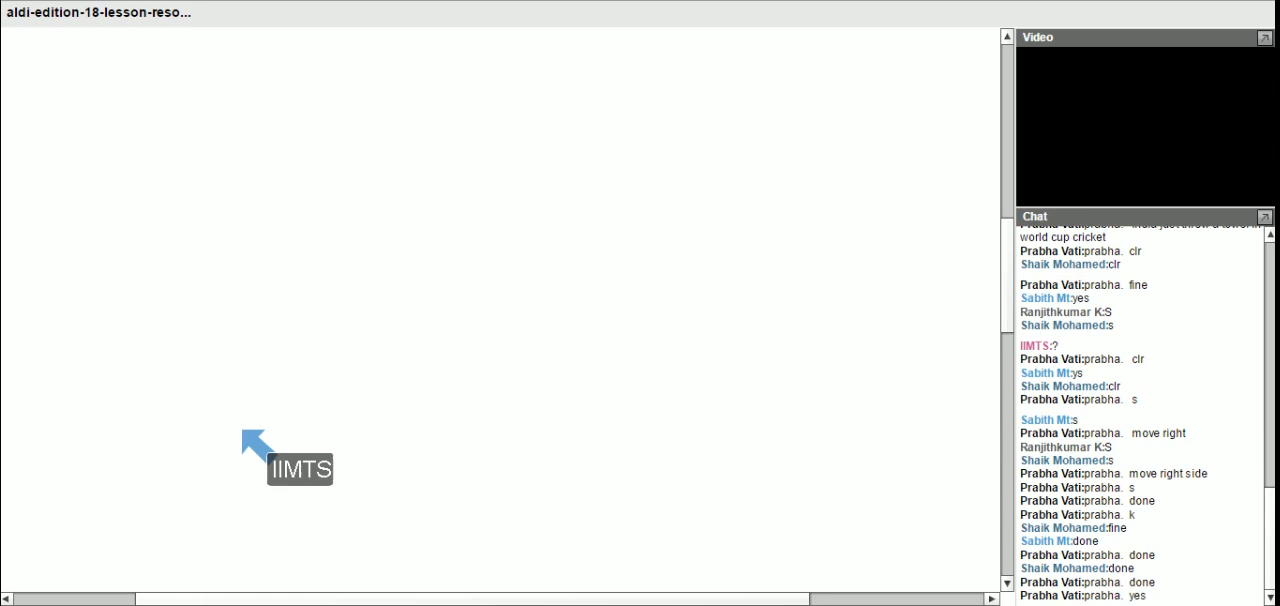 aldi-edition-18-lesson-reso...
Video
Chat
world cup cricket
Prabha Vati:prabha. clr
Shaik Mohamed:clr
Prabha Vati:prabha. fine
Sabith Mt:yes
Ranjithkumar K:S
Shaik Mohamed:s
IIMTS:?
Prabha Vati:prabha. clr
Sabith Mt:ys
Shaik Mohamed:clr
Prabha Vati:prabha. s
Sabith Mt:s
Prabha Vati:prabha. move right
Ranjithkumar K:S
Shaik Mohamed:s
Prabha Vati:prabha. move right side
Prabha Vati:prabha. s
Prabha Vati:prabha. done
Prabha Vati:prabha. k
Shaik Mohamed:fine
Sabith Mt:done
Prabha Vati:prabha. done
Shaik Mohamed:done
Prabha Vati:prabha. done
Prabha Vati:prabha. yes
IIMTS